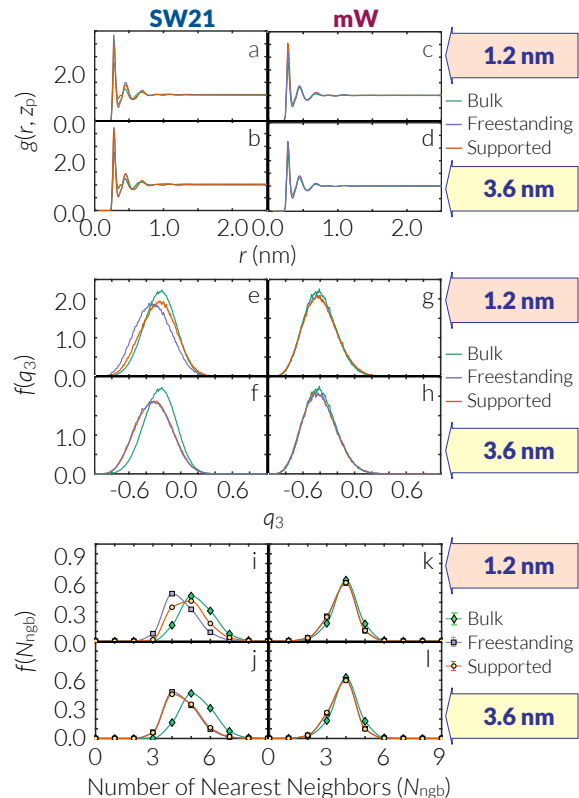 SW21 mW
a c
2.0
1.2 nm
g(r, zp)
Bulk
Freestanding
Supported
0.0
b d
2.0
3.6 nm
0.0
0.0 1.0 2.0 0.0 1.0 2.0
r (nm)
e g
2.0
1.2 nm
1.0
f(q3)
Bulk
Freestanding
Supported
0.0
f h
1.0
3.6 nm
0.0
-0.6 0.0 0.6 -0.6 0.0 0.6
q3
0.9
i k
1.2 nm
0.6
0.3
f(Nngb)
Bulk
Freestanding
Supported
0.0
j l
0.6
0.3
3.6 nm
0.0
0 3 6 0 3 6 9
Number of Nearest Neighbors (Nngb)